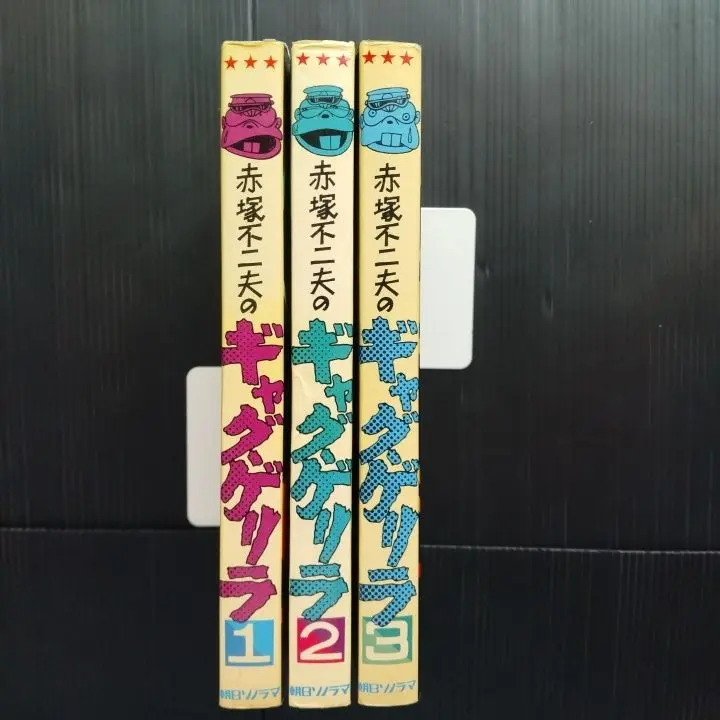 赤塚不二夫の
ギャグゲリラ
1
朝日ソノラマ
赤塚不二夫の
ギャグゲリラ
2
朝日ソノラマ
赤塚不二夫の
ギャグゲリラ
3
朝日ソノラマ